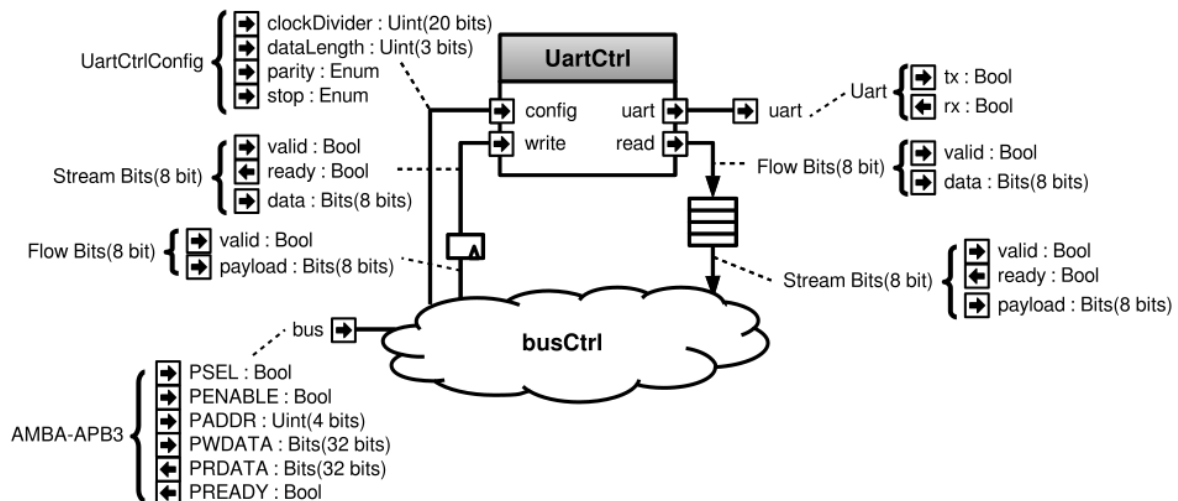 UartCtrlConfig
clockDivider : Uint(20 bits)
dataLength : Uint(3 bits)
parity : Enum
stop : Enum
UartCtrl
config
write
uart
read
uart
Uart
tx : Bool
rx : Bool
Stream Bits(8 bit)
valid : Bool
ready : Bool
data : Bits(8 bits)
Flow Bits(8 bit)
valid : Bool
data : Bits(8 bits)
Flow Bits(8 bit)
valid : Bool
payload : Bits(8 bits)
Stream Bits(8 bit)
valid : Bool
ready : Bool
payload : Bits(8 bits)
bus
busCtrl
AMBA-APB3
PSEL : Bool
PENABLE : Bool
PADDR : Uint(4 bits)
PWDATA : Bits(32 bits)
PRDATA : Bits(32 bits)
PREADY : Bool